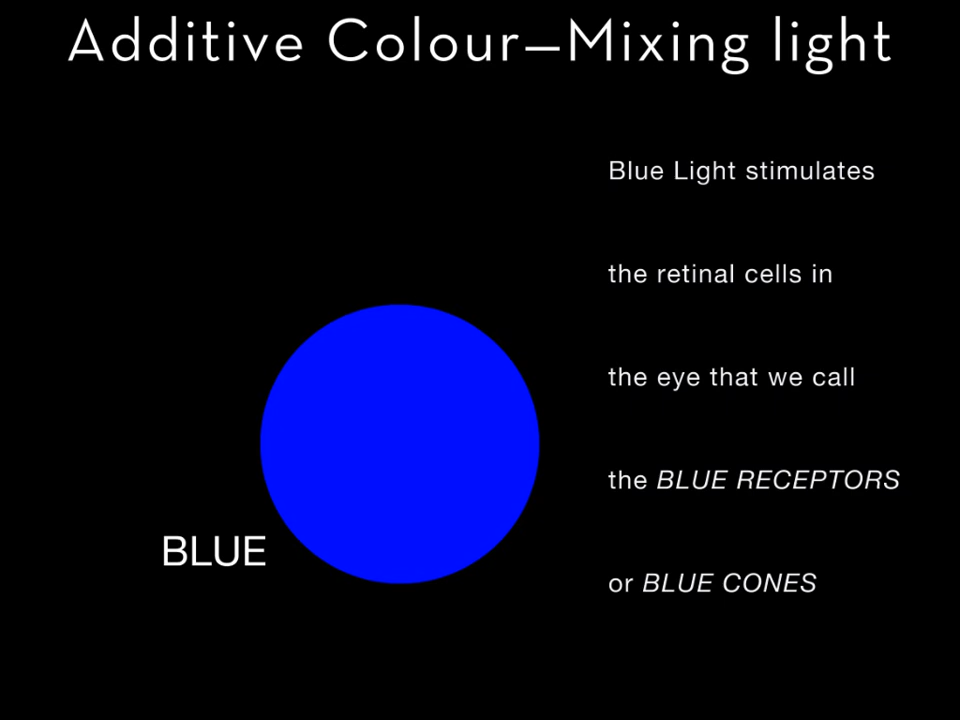 Additive Colour—Mixing light
Blue Light stimulates
the retinal cells in
the eye that we call
the BLUE RECEPTORS
or BLUE CONES
BLUE